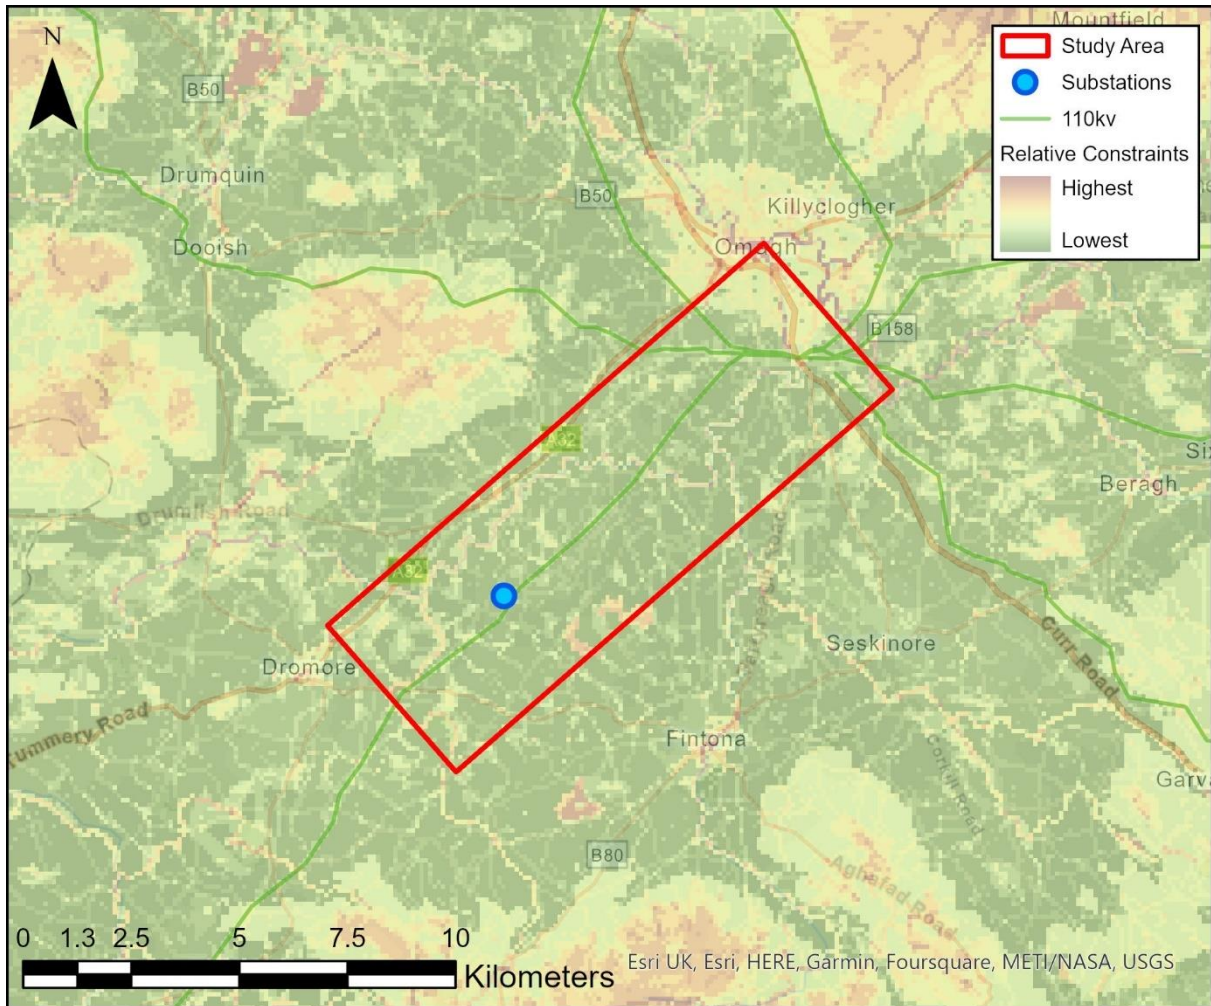 N
Mountfield
Study Area
Substations
110kv
Relative Constraints
Highest
Lowest
B50
Drumquin
B50
Killyclogher
Dooish
Omagh
B158
A32
Six
Beragh
Drumlish Road
A32
Seskinore
Curr Road
Dromore
Fintona
Corkill Road
Garva
B80
Aghafad Road
0 1.3 2.5 5 7.5 10
Kilometers
Esri UK, Esri, HERE, Garmin, Foursquare, METI/NASA, USGS